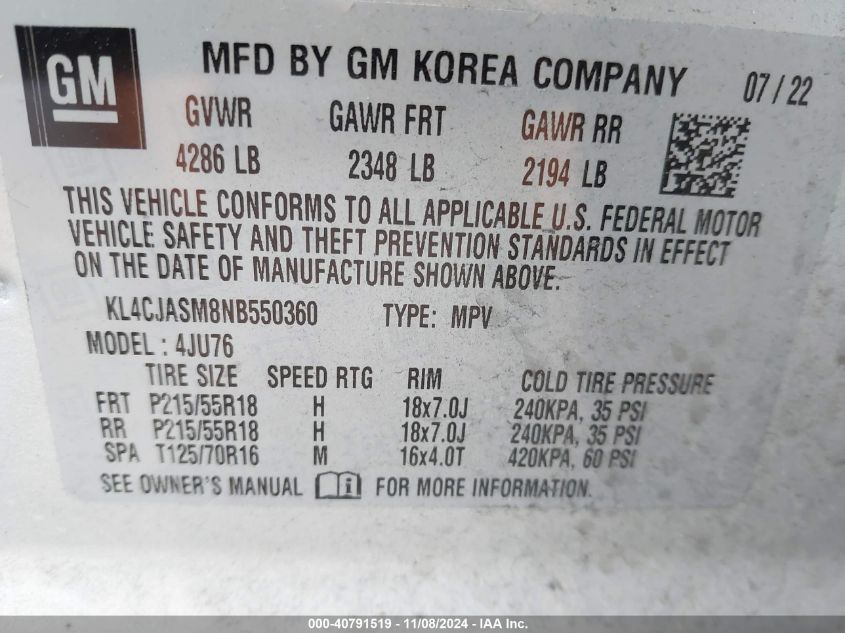 GM
MFD BY GM KOREA COMPANY 07 / 22
GVWR GAWR FRT GAWR RR
4286 LB 2348 LB 2194 LB
THIS VEHICLE CONFORMS TO ALL APPLICABLE U.S. FEDERAL MOTOR
VEHICLE SAFETY AND THEFT PREVENTION STANDARDS IN EFFECT
ON THE DATE OF MANUFACTURE SHOWN ABOVE.
KL4CJASM8NB550360 TYPE: MPV
MODEL : 4JU76
TIRE SIZE SPEED RTG RIM COLD TIRE PRESSURE
FRT P215/55R18 H 18x7.0J 240KPA, 35 PSI
RR P215/55R18 H 18x7.0J 240KPA, 35 PSI
SPA T125/70R16 M 16x4.0T 420KPA, 60 PSI
SEE OWNER'S MANUAL i FOR MORE INFORMATION.
000-40791519 - 11/08/2024 - IAA Inc.